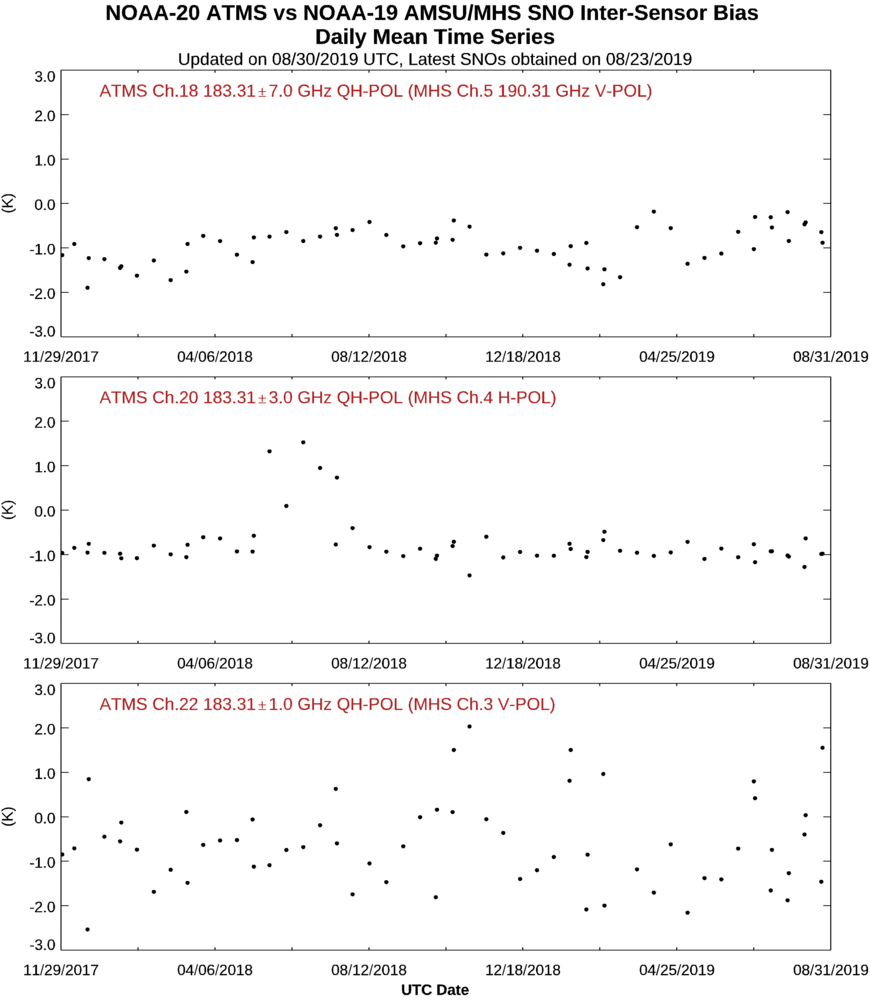 NOAA-20 ATMS vs NOAA-19 AMSU/MHS SNO Inter-Sensor Bias
Daily Mean Time Series
Updated on 08/30/2019 UTC, Latest SNOs obtained on 08/23/2019
ATMS Ch.18 183.31±7.0 GHz QH-POL (MHS Ch.5 190.31 GHz V-POL)
(K)
3.0
2.0
1.0
0.0
-1.0
-2.0
-3.0
11/29/2017 04/06/2018 08/12/2018 12/18/2018 04/25/2019 08/31/2019
ATMS Ch.20 183.31±3.0 GHz QH-POL (MHS Ch.4 H-POL)
(K)
3.0
2.0
1.0
0.0
-1.0
-2.0
-3.0
11/29/2017 04/06/2018 08/12/2018 12/18/2018 04/25/2019 08/31/2019
ATMS Ch.22 183.31±1.0 GHz QH-POL (MHS Ch.3 V-POL)
(K)
3.0
2.0
1.0
0.0
-1.0
-2.0
-3.0
11/29/2017 04/06/2018 08/12/2018 12/18/2018 04/25/2019 08/31/2019
UTC Date